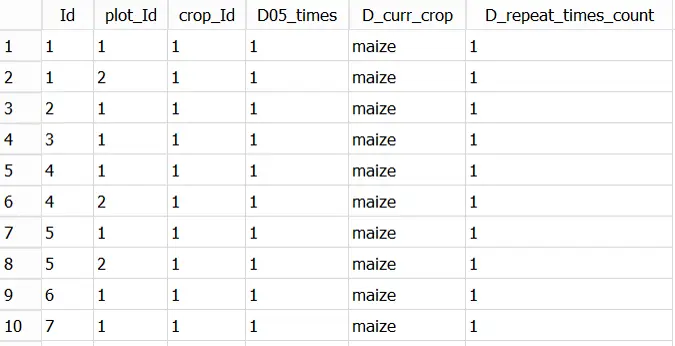 Id plot_Id crop_Id D05_times D_curr_crop D_repeat_times_count
1 1 1 1 1 maize 1
2 1 2 1 1 maize 1
3 2 1 1 1 maize 1
4 3 1 1 1 maize 1
5 4 1 1 1 maize 1
6 4 2 1 1 maize 1
7 5 1 1 1 maize 1
8 5 2 1 1 maize 1
9 6 1 1 1 maize 1
10 7 1 1 1 maize 1